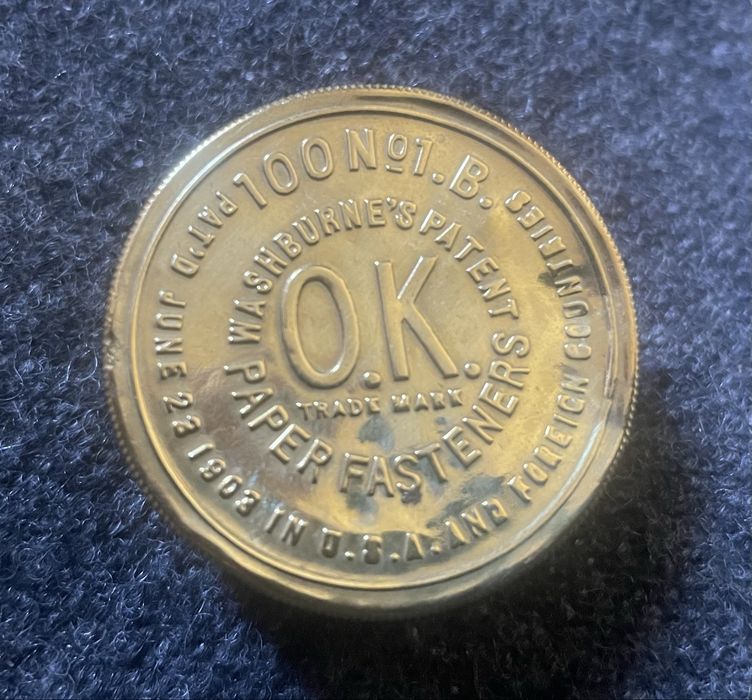 100 No1.B.
PAT'D JUNE 23 1903 IN U.S.A. AND FOREIGN COUNTRIES
WASHBURNE'S PATENT
O.K.
TRADE MARK
PAPER FASTENERS